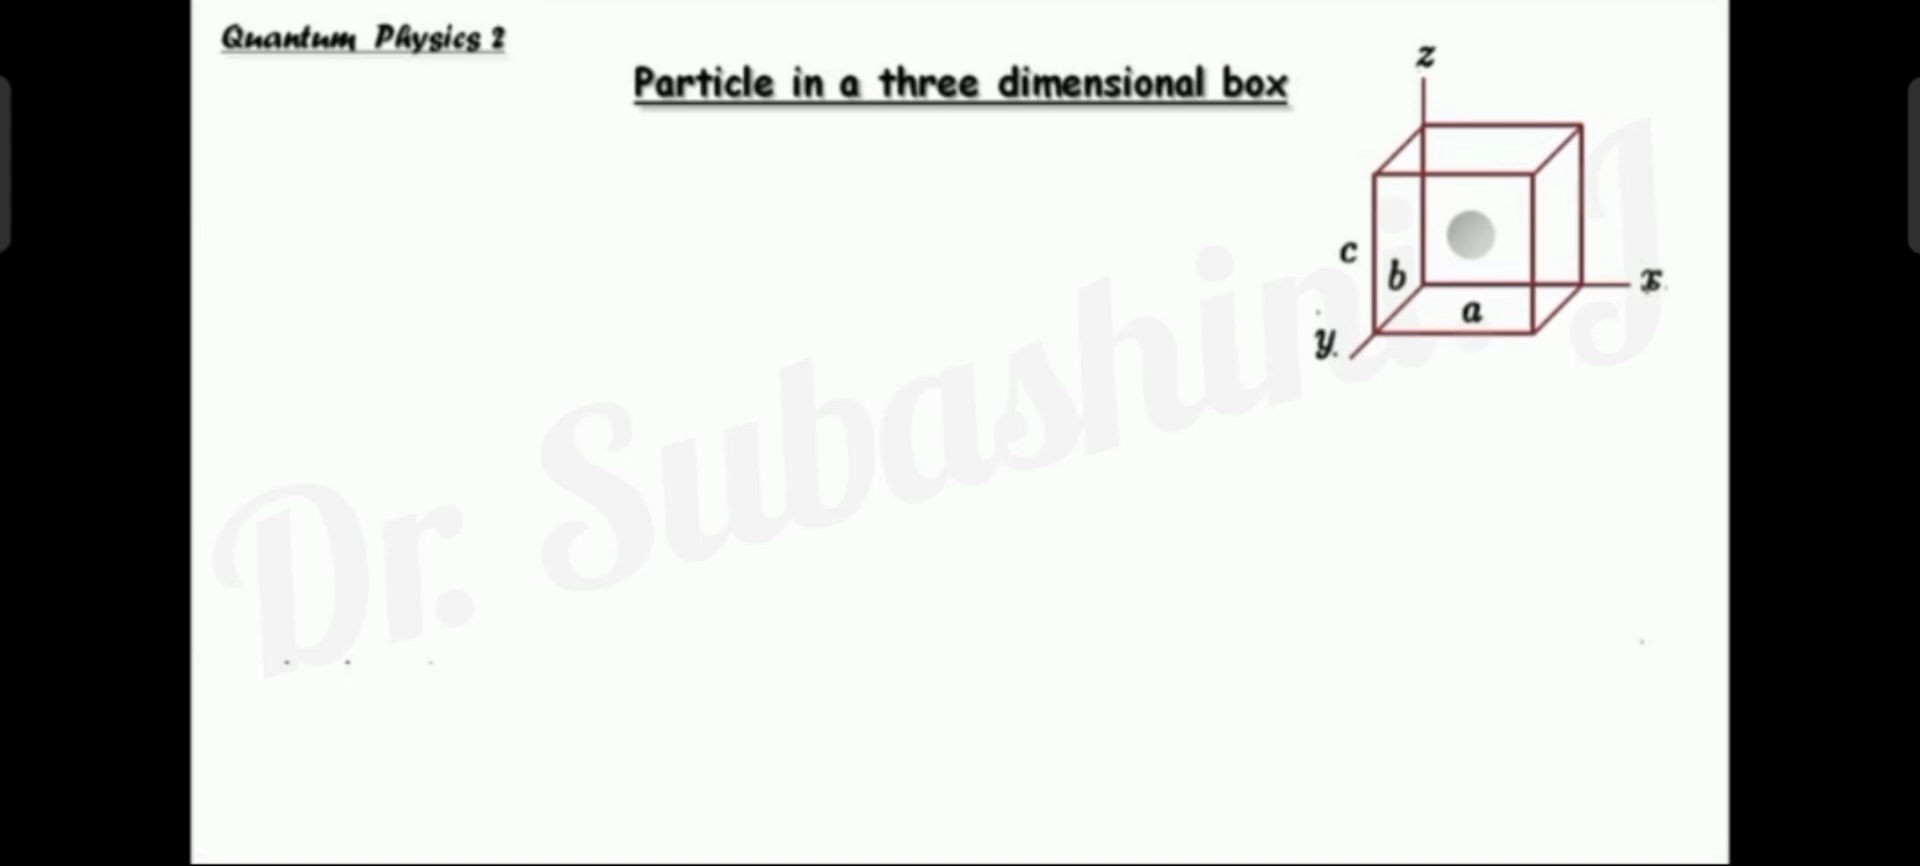 Quantum Physics 2
Particle in a three dimensional box
z
c
b
a
x
y
Dr. Subashini. J